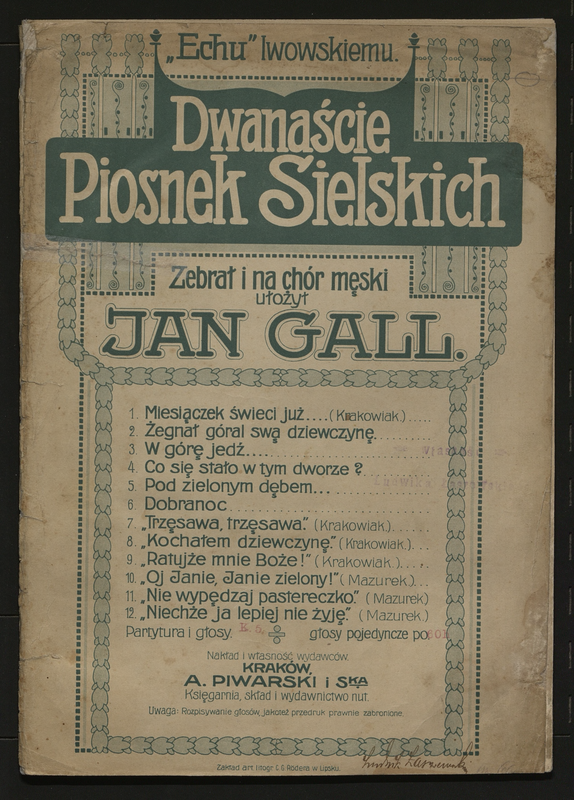 „Echu” lwowskiemu.
Dwanaście
Piosnek Sielskich
Zebrał i na chór męski
ułożył
JAN GALL.
1. Miesiączek świeci już.... (Krakowiak.).....
2. Żegnał góral swą dziewczynę..........
3. W górę jedź....
4. Co się stało w tym dworze?
5. Pod zielonym dębem...
6. Dobranoc
7. „Trzęsawa, trzęsawa.” (Krakowiak.)
8. „Kochałem dziewczynę.” (Krakowiak.)...
9. „Ratujże mnie Boże!” (Krakowiak.)....
10. „Oj Janie, Janie zielony!” (Mazurek.)...
11. „Nie wypędzaj pastereczko.” (Mazurek)
12. „Niechże ja lepiej nie żyję.” (Mazurek.)
Partytura i głosy. głosy pojedyncze po
Nakład i własność wydawców.
KRAKÓW,
A. PIWARSKI i SKA
Księgarnia, skład i wydawnictwo nut.
Uwaga: Rozpisywanie głosów, jakoteż przedruk prawnie zabronione.
Zakład art. litogr. C. G. Rödera w Lipsku.